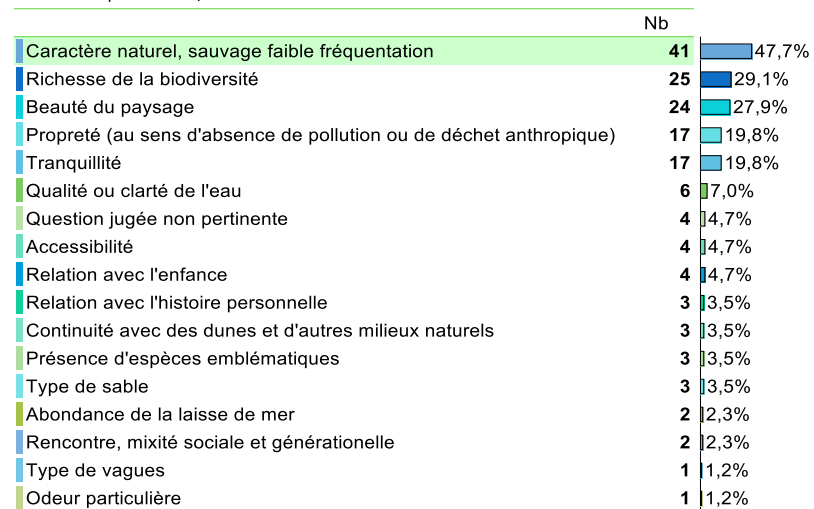 Nb
Caractère naturel, sauvage faible fréquentation 41 47,7%
Richesse de la biodiversité 25 29,1%
Beauté du paysage 24 27,9%
Propreté (au sens d'absence de pollution ou de déchet anthropique) 17 19,8%
Tranquillité 17 19,8%
Qualité ou clarté de l'eau 6 7,0%
Question jugée non pertinente 4 4,7%
Accessibilité 4 4,7%
Relation avec l'enfance 4 4,7%
Relation avec l'histoire personnelle 3 3,5%
Continuité avec des dunes et d'autres milieux naturels 3 3,5%
Présence d'espèces emblématiques 3 3,5%
Type de sable 3 3,5%
Abondance de la laisse de mer 2 2,3%
Rencontre, mixité sociale et générationelle 2 2,3%
Type de vagues 1 1,2%
Odeur particulière 1 1,2%